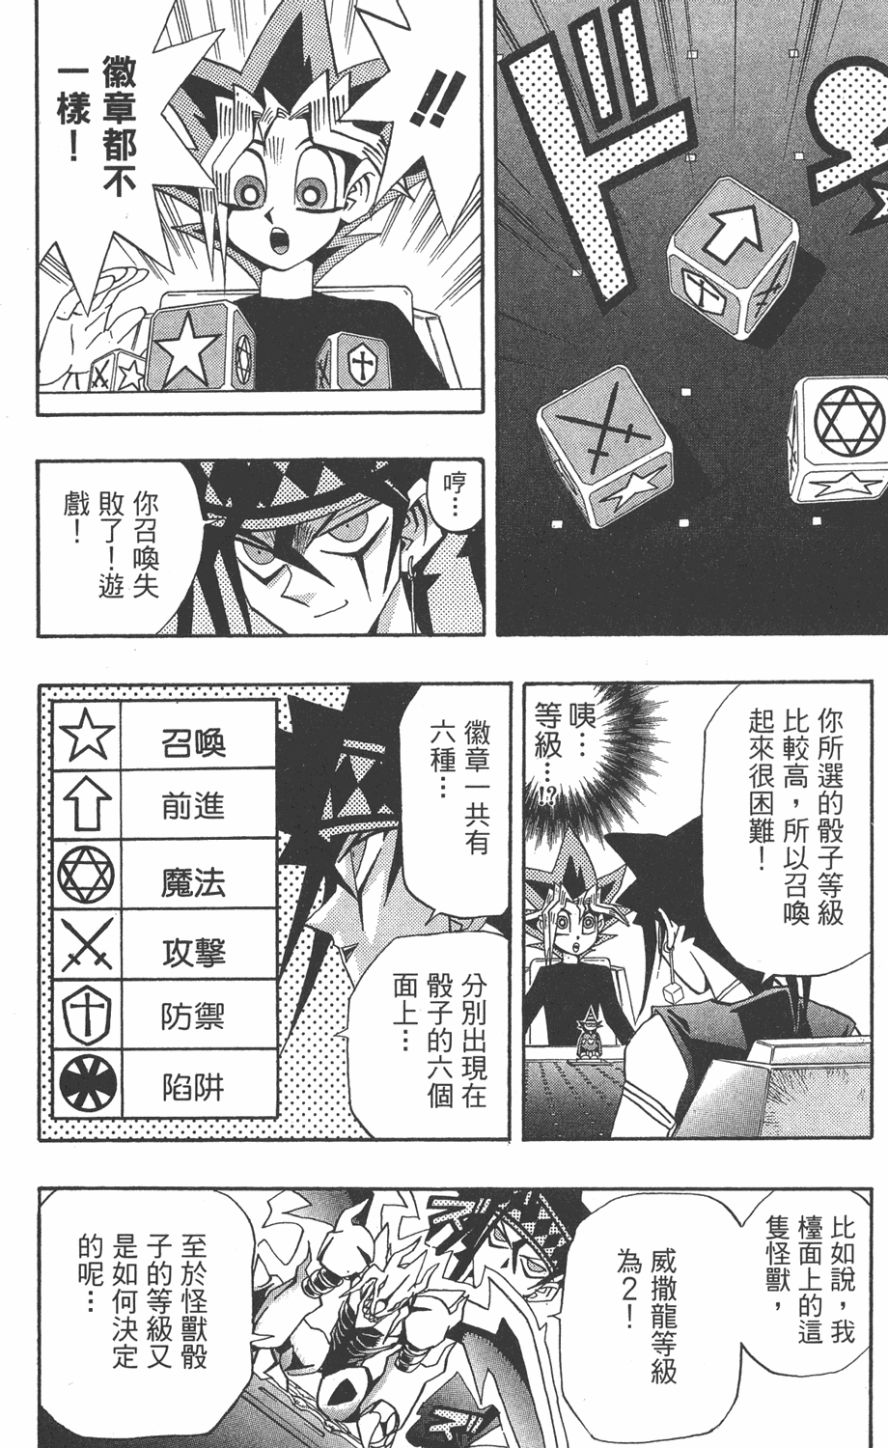 ドン
!!
徽章都不
一樣！
哼…
你召喚失
敗了！遊
戲！
你所選的骰子等級
比較高，所以召喚
起來很困難！
咦…
等級…!?
徽章一共有
六種…
分別出現在
骰子的六個
面上…
召喚
前進
魔法
攻擊
防禦
陷阱
比如說，我
檯面上的這
隻怪獸，
威撒龍等級
為2！
至於怪獸骰
子的等級又
是如何決定
的呢…